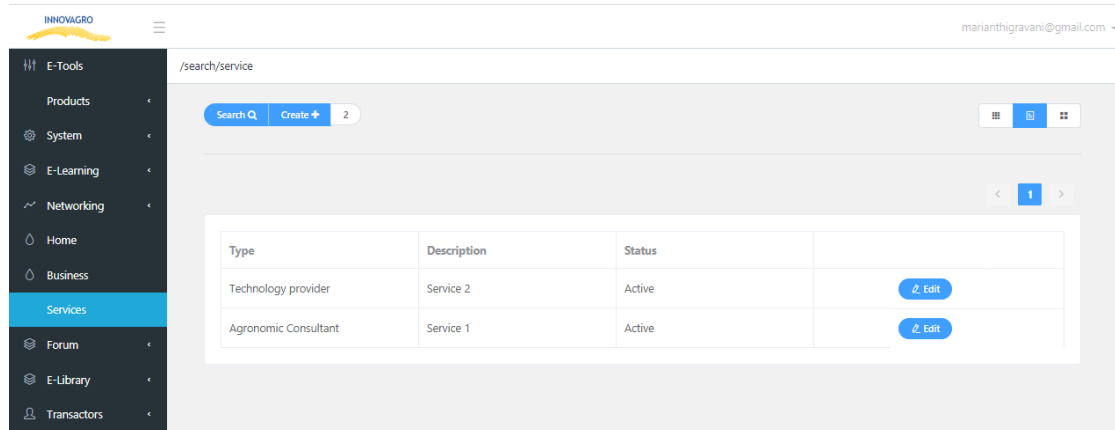 INNOVAGRO
marianthigravani@gmail.com
E-Tools
/search/service
Products
Search Create + 2
System
E-Learning
1
Networking
Home
Type Description Status
Business
Technology provider Service 2 Active Edit
Services
Agronomic Consultant Service 1 Active Edit
Forum
E-Library
Transactors